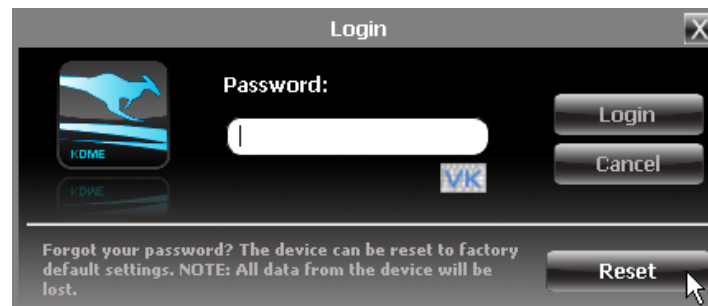 Login
X
Password:
Login
KDME
VK
Cancel
Forgot your password? The device can be reset to factory
default settings. NOTE: All data from the device will be
lost.
Reset